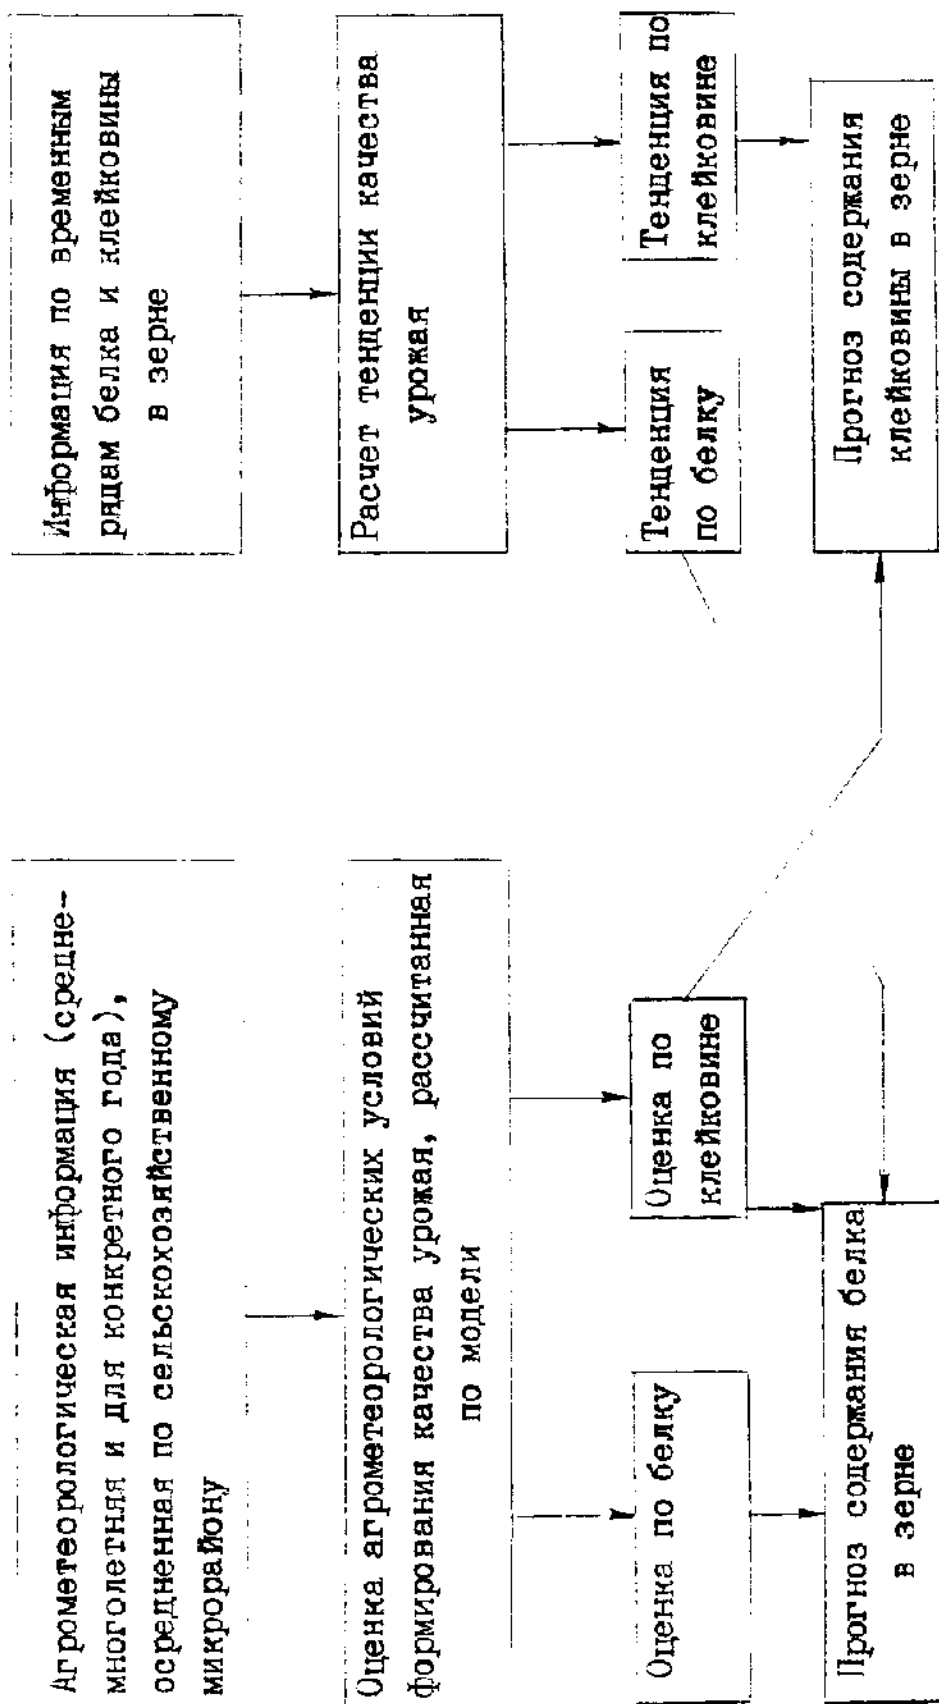 Агрометеорологическая информация (средне-
многолетняя и для конкретного года),
осредненная по сельскохозяйственному
микрорайону
Информация по временным
рядам белка и клейковины
в зерне
Оценка агрометеорологических условий
формирования качества урожая, рассчитанная
по модели
Расчет тенденции качества
урожая
Оценка по белку
Оценка по
клейковине
Тенденция
по белку
Тенденция по
клейковине
Прогноз содержания белка
в зерне
Прогноз содержания
клейковины в зерне